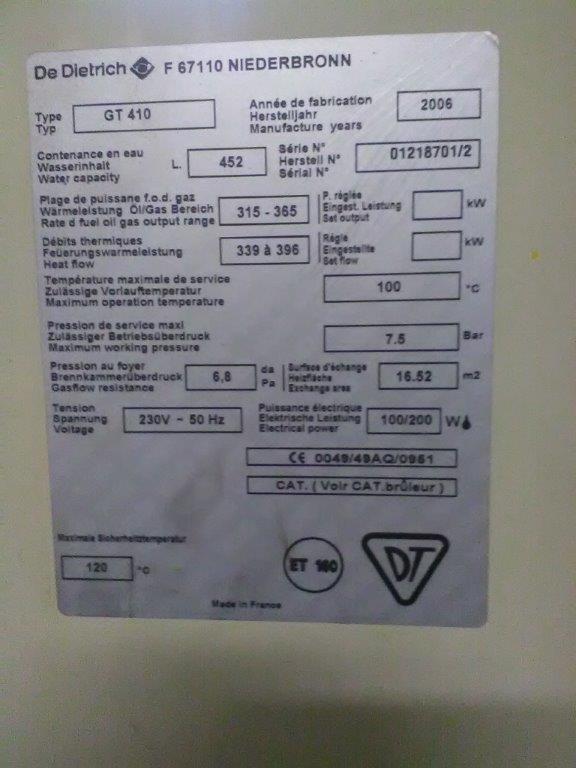 De Dietrich F 67110 NIEDERBRONN
Type
Typ
GT 410
Année de fabrication
Herstelljahr
Manufacture years
2006
Contenance en eau
Wasserinhalt
Water capacity
L. 452
Série N°
Herstell N°
Sérial N°
01218701/2
Plage de puissane f.o.d. gaz
Wärmeleistung Öl/Gas Bereich
Rate d fuel oil gas output range
315 - 365
P. réglée
Eingest. Leistung
Set output
kW
Débits thermiques
Feuerungswarmeleistung
Heat flow
339 à 396
Réglé
Eingestellte
Set flow
kW
Température maximale de service
Zulässige Vorlauftemperatur
Maximum operation temperature
100 °C
Pression de service maxi
Zulässiger Betriebsüberdruck
Maximum working pressure
7.5 Bar
Pression au foyer
Brennkammerüberdruck
Gasflow resistance
6,8
da
Pa
Surface d'échange
Heizfläche
Exchange area
16.52 m2
Tension
Spannung
Voltage
230V ~ 50 Hz
Puissance électrique
Elektrische Leistung
Electrical power
100/200 W
CE 0049/49AQ/0951
CAT. ( Voir CAT.brûleur )
Maximale Sicherheitztemperatur
120 °C
ET 160
DT
Made in France